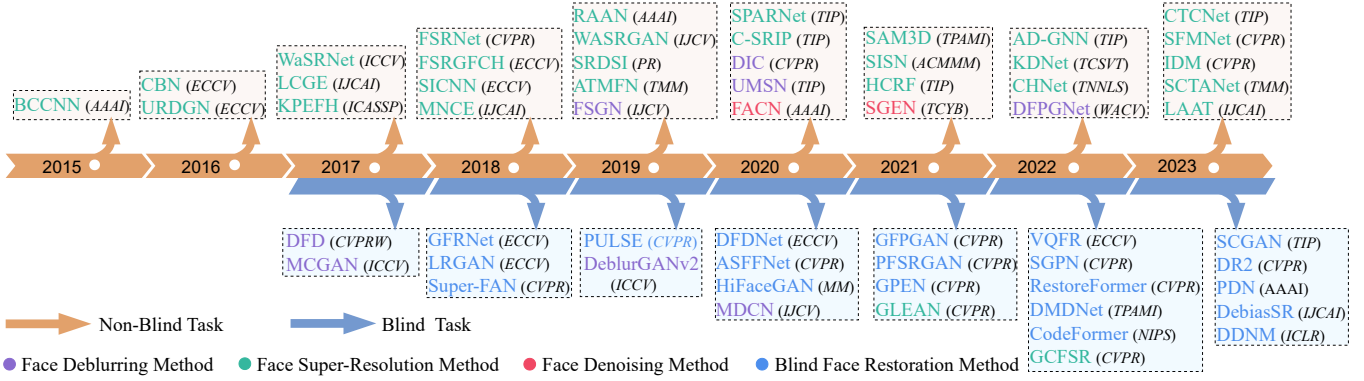 BCCNN (AAAI)
CBN (ECCV)
URDGN (ECCV)
WaSRNet (ICCV)
LCGE (IJCAI)
KPEFH (ICASSP)
FSRNet (CVPR)
FSRGFCH (ECCV)
SICNN (ECCV)
MNCE (IJCAI)
RAAN (AAAI)
WASRGAN (IJCV)
SRDSI (PR)
ATMFN (TMM)
FSGN (IJCV)
SPARNet (TIP)
C-SRIP (TIP)
DIC (CVPR)
UMSN (TIP)
FACN (AAAI)
SAM3D (TPAMI)
SISN (ACMMM)
HCRF (TIP)
SGEN (TCYB)
AD-GNN (TIP)
KDNet (TCSVT)
CHNet (TNNLS)
DFPGNet (WACV)
CTCNet (TIP)
SFMNet (CVPR)
IDM (CVPR)
SCTANet (TMM)
LAAT (IJCAI)
2015
2016
2017
2018
2019
2020
2021
2022
2023
DFD (CVPRW)
MCGAN (ICCV)
GFRNet (ECCV)
LRGAN (ECCV)
Super-FAN (CVPR)
PULSE (CVPR)
DeblurGANv2
(ICCV)
DFDNet (ECCV)
ASFFNet (CVPR)
HiFaceGAN (MM)
MDCN (IJCV)
GFPGAN (CVPR)
PFSRGAN (CVPR)
GPEN (CVPR)
GLEAN (CVPR)
VQFR (ECCV)
SGPN (CVPR)
RestoreFormer (CVPR)
DMDNet (TPAMI)
CodeFormer (NIPS)
GCFSR (CVPR)
SCGAN (TIP)
DR2 (CVPR)
PDN (AAAI)
DebiasSR (IJCAI)
DDNM (ICLR)
Non-Blind Task
Blind Task
Face Deblurring Method
Face Super-Resolution Method
Face Denoising Method
Blind Face Restoration Method